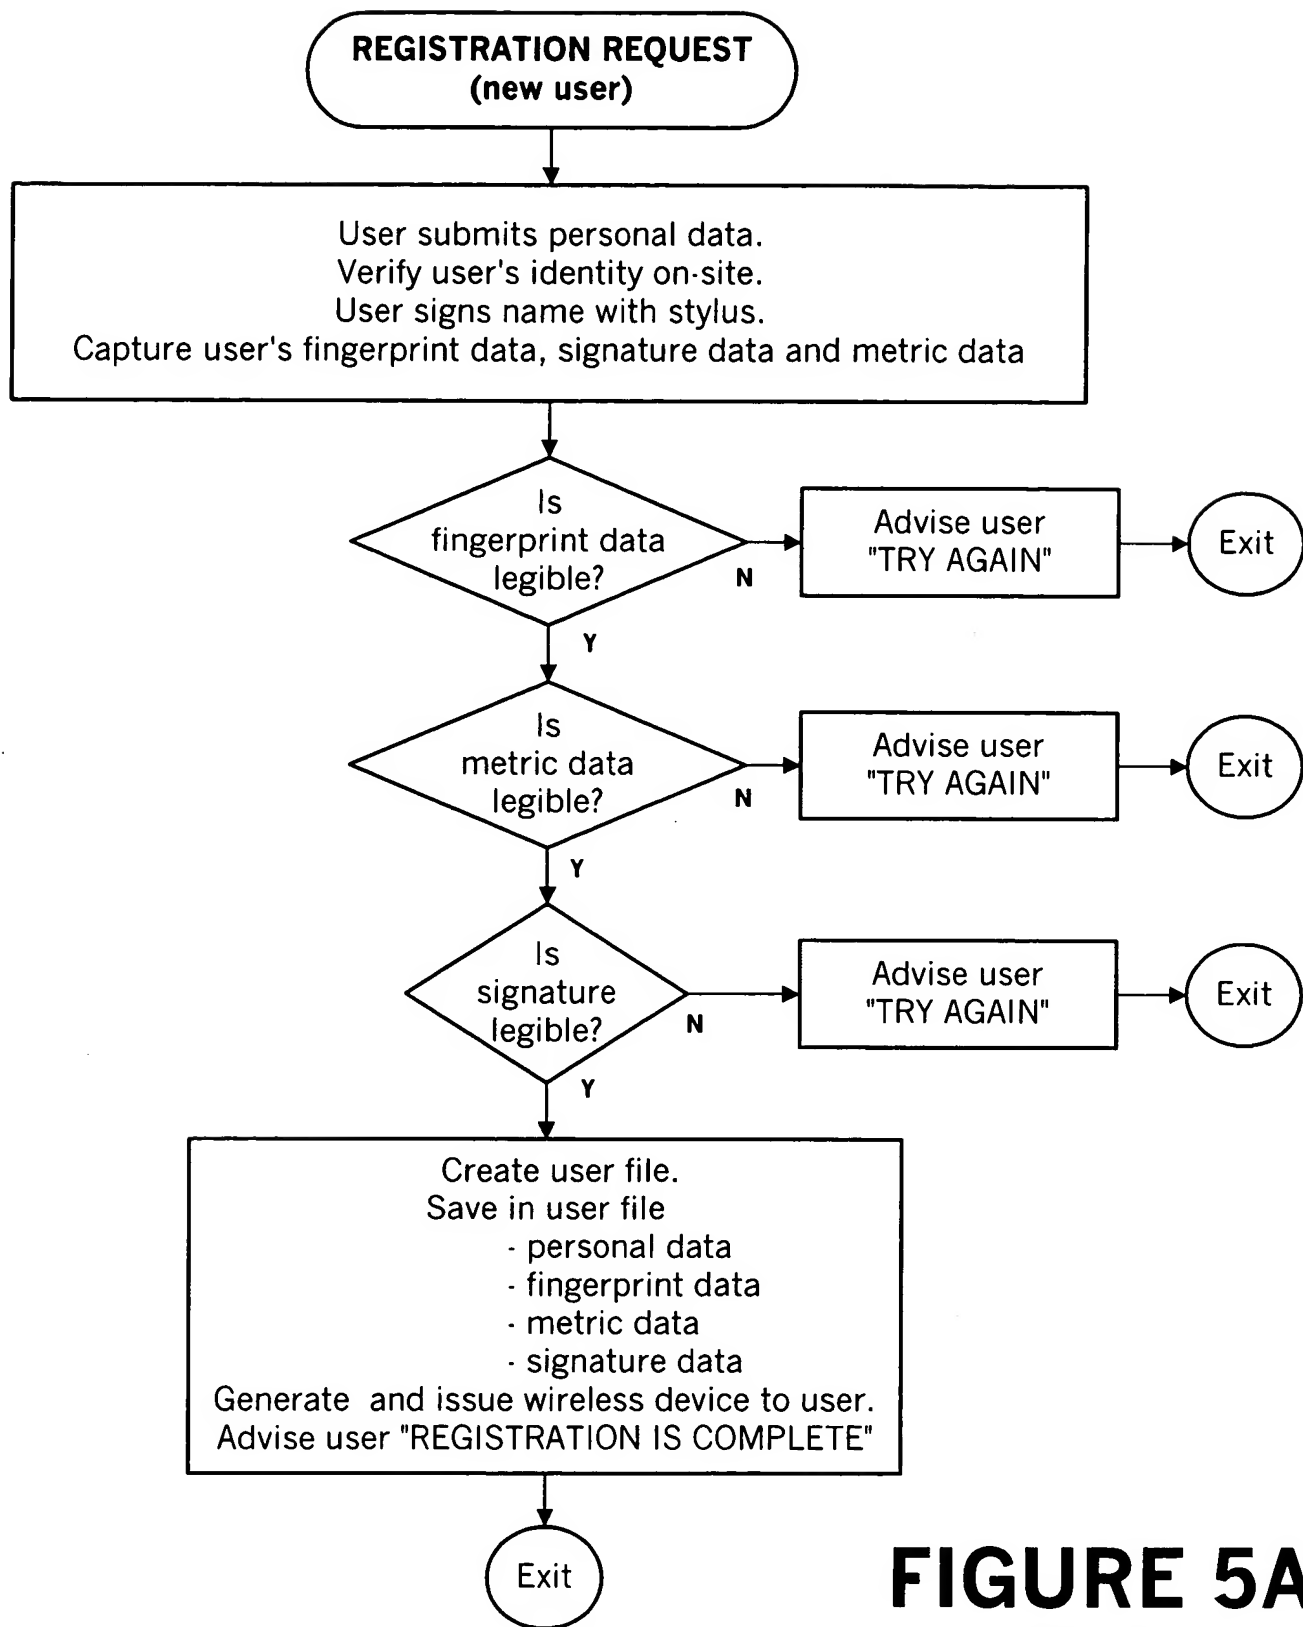 REGISTRATION REQUEST
(new user)
User submits personal data.
Verify user's identity on-site.
User signs name with stylus.
Capture user's fingerprint data, signature data and metric data
Is
fingerprint data
legible?
N
Advise user
"TRY AGAIN"
Exit
Y
Is
metric data
legible?
N
Advise user
"TRY AGAIN"
Exit
Y
Is
signature
legible?
N
Advise user
"TRY AGAIN"
Exit
Y
Create user file.
Save in user file
- personal data
- fingerprint data
- metric data
- signature data
Generate and issue wireless device to user.
Advise user "REGISTRATION IS COMPLETE"
Exit
FIGURE 5A